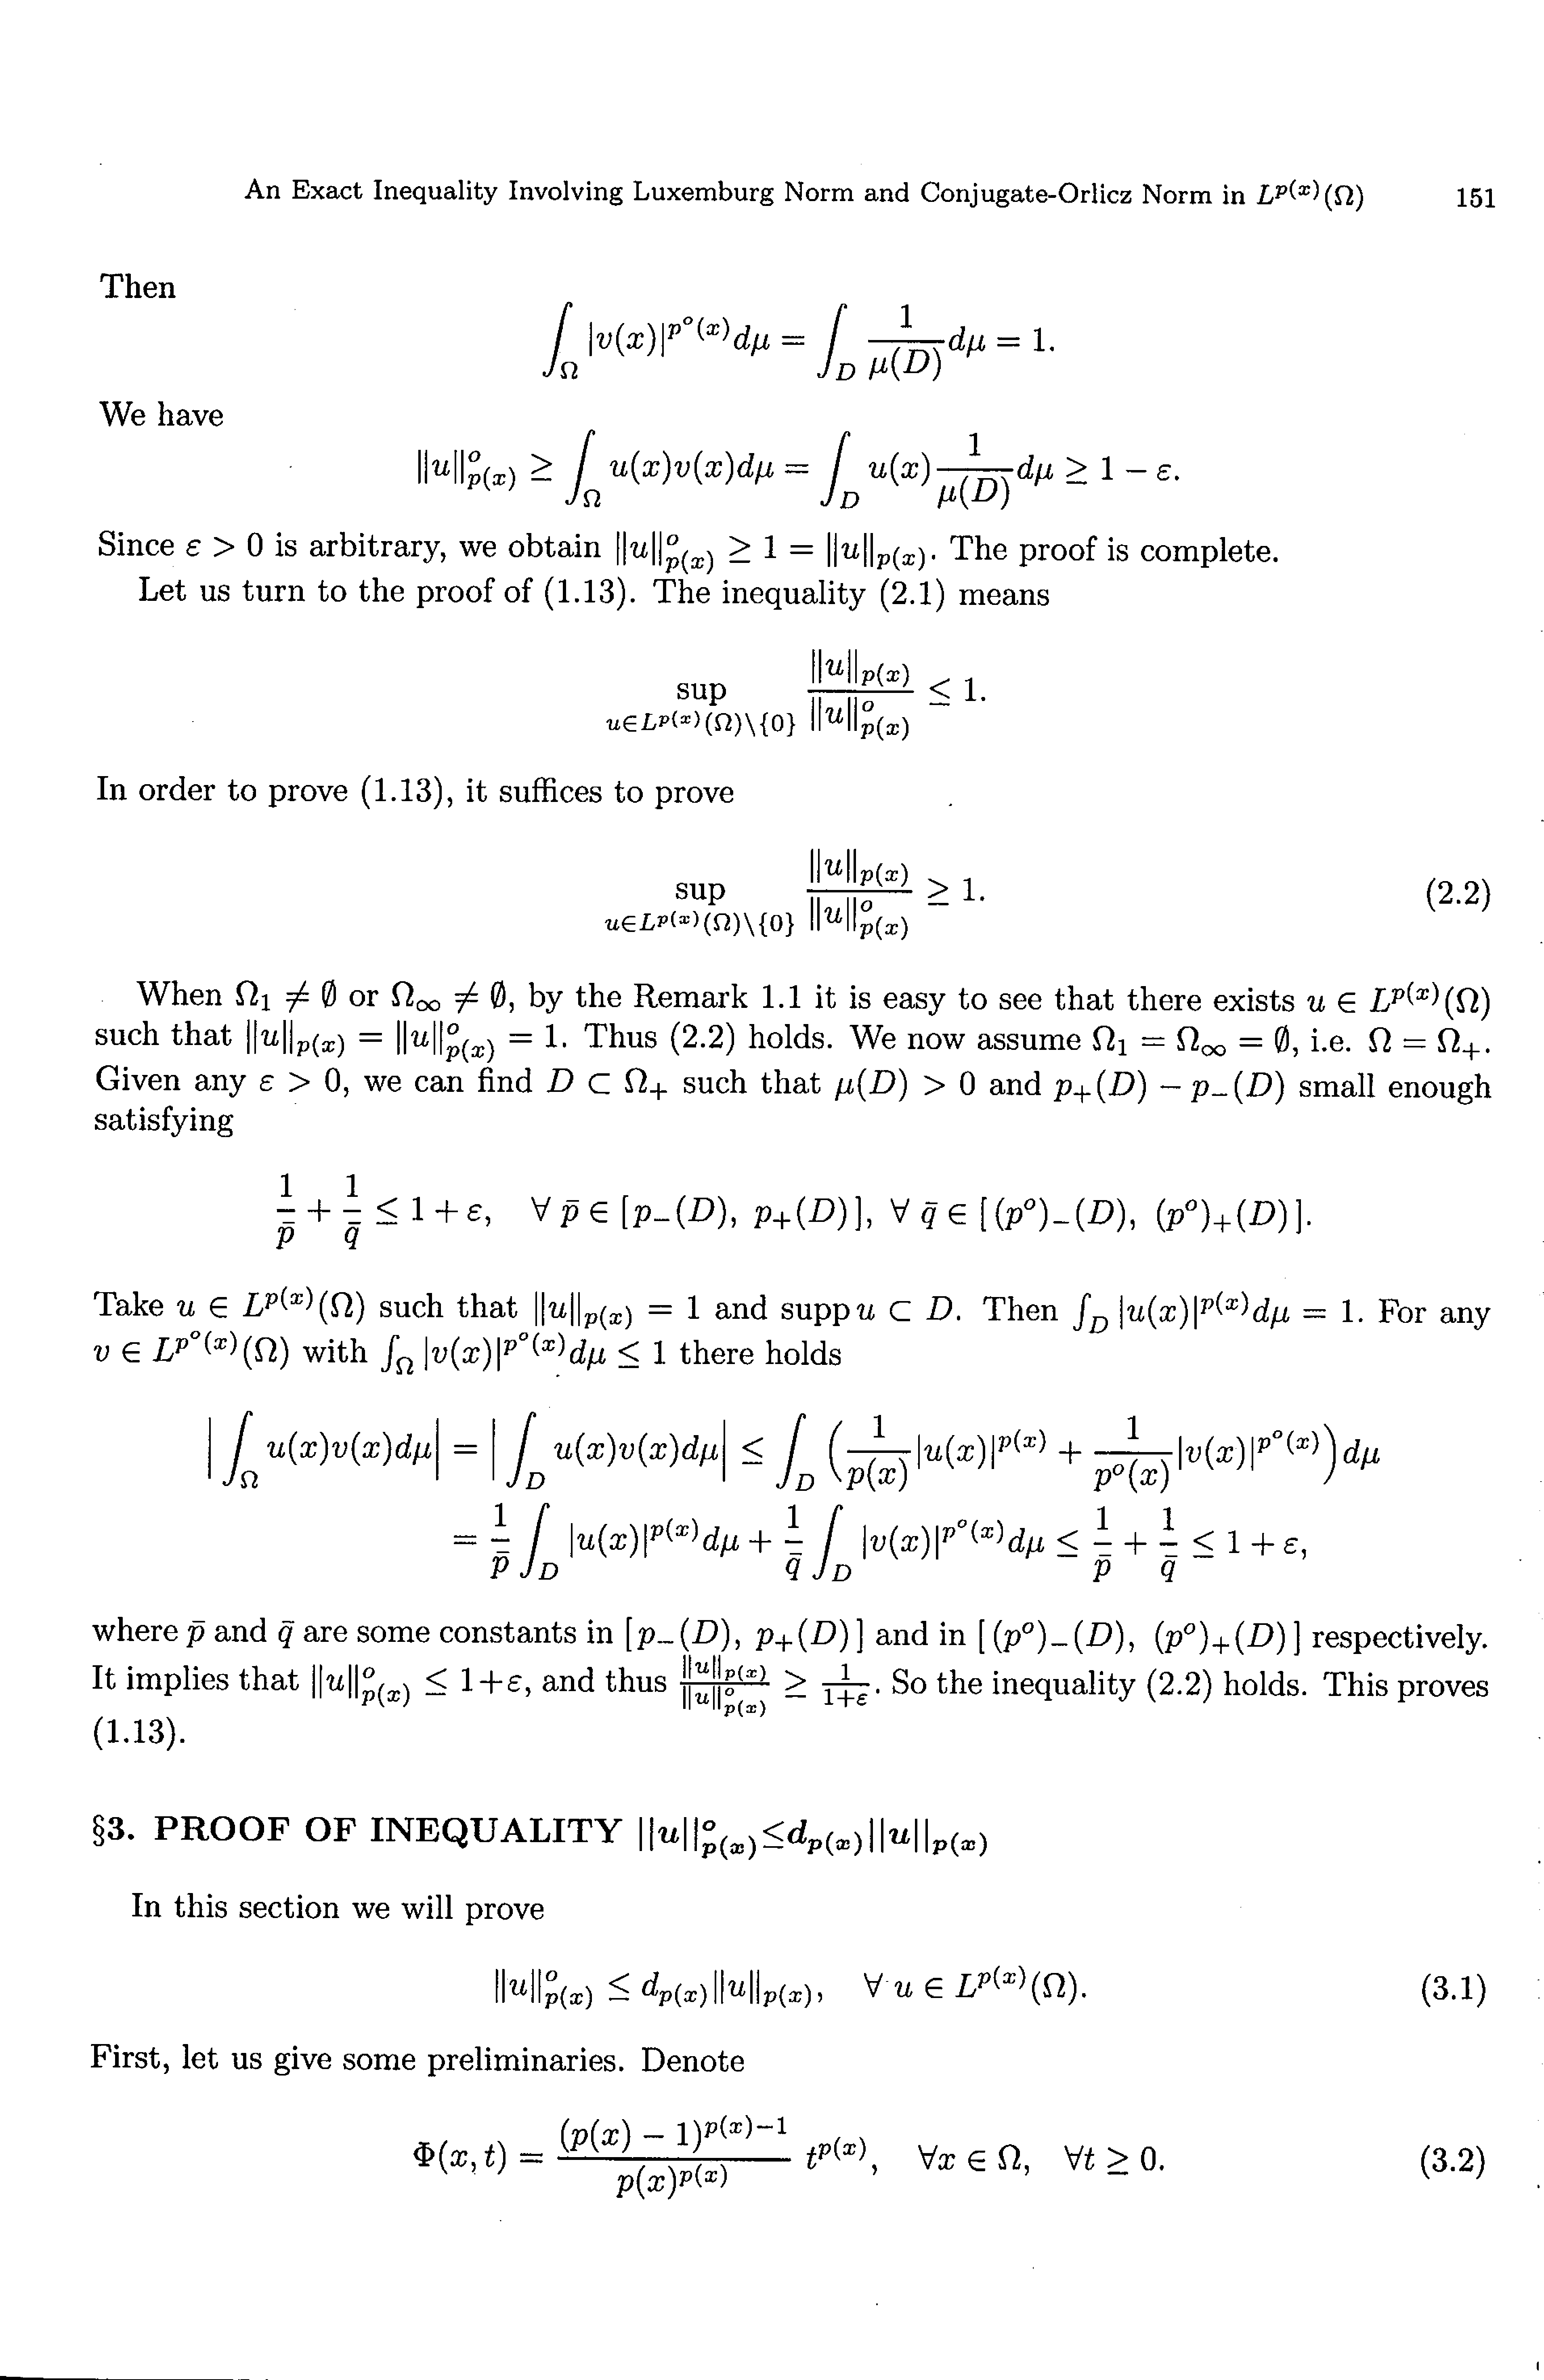 An Exact Inequality Involving Luxemburg Norm and Conjugate-Orlicz Norm in $L^{p(x)}(\Omega)$ 151
Then
$$\int_\Omega |v(x)|^{p^o(x)}d\mu = \int_D \frac{1}{\mu(D)}d\mu = 1.$$
We have
$$\|u\|^o_{p(x)} \geq \int_\Omega u(x)v(x)d\mu = \int_D u(x)\frac{1}{\mu(D)}d\mu \geq 1 - \varepsilon.$$
Since $\varepsilon > 0$ is arbitrary, we obtain $\|u\|^o_{p(x)} \geq 1 = \|u\|_{p(x)}$. The proof is complete.
Let us turn to the proof of (1.13). The inequality (2.1) means
$$\sup_{u\in L^{p(x)}(\Omega)\backslash\{0\}} \frac{\|u\|_{p(x)}}{\|u\|^o_{p(x)}} \leq 1.$$
In order to prove (1.13), it suffices to prove
$$\sup_{u\in L^{p(x)}(\Omega)\backslash\{0\}} \frac{\|u\|_{p(x)}}{\|u\|^o_{p(x)}} \geq 1. \quad (2.2)$$
When $\Omega_1 \neq \emptyset$ or $\Omega_\infty \neq \emptyset$, by the Remark 1.1 it is easy to see that there exists $u \in L^{p(x)}(\Omega)$
such that $\|u\|_{p(x)} = \|u\|^o_{p(x)} = 1$. Thus (2.2) holds. We now assume $\Omega_1 = \Omega_\infty = \emptyset$, i.e. $\Omega = \Omega_+$.
Given any $\varepsilon > 0$, we can find $D \subset \Omega_+$ such that $\mu(D) > 0$ and $p_+(D) - p_-(D)$ small enough
satisfying
$$\frac{1}{\bar{p}} + \frac{1}{\bar{q}} \leq 1 + \varepsilon, \quad \forall\, \bar{p} \in [p_-(D),\, p_+(D)],\ \forall\, \bar{q} \in [(p^o)_-(D),\, (p^o)_+(D)].$$
Take $u \in L^{p(x)}(\Omega)$ such that $\|u\|_{p(x)} = 1$ and supp $u \subset D$. Then $\int_D |u(x)|^{p(x)}d\mu = 1$. For any
$v \in L^{p^o(x)}(\Omega)$ with $\int_\Omega |v(x)|^{p^o(x)}d\mu \leq 1$ there holds
$$\left|\int_\Omega u(x)v(x)d\mu\right| = \left|\int_D u(x)v(x)d\mu\right| \leq \int_D \left(\frac{1}{p(x)}|u(x)|^{p(x)} + \frac{1}{p^o(x)}|v(x)|^{p^o(x)}\right)d\mu$$
$$= \frac{1}{\bar{p}}\int_D |u(x)|^{p(x)}d\mu + \frac{1}{\bar{q}}\int_D |v(x)|^{p^o(x)}d\mu \leq \frac{1}{\bar{p}} + \frac{1}{\bar{q}} \leq 1 + \varepsilon,$$
where $\bar{p}$ and $\bar{q}$ are some constants in $[p_-(D),\, p_+(D)]$ and in $[(p^o)_-(D),\, (p^o)_+(D)]$ respectively.
It implies that $\|u\|^o_{p(x)} \leq 1+\varepsilon$, and thus $\frac{\|u\|_{p(x)}}{\|u\|^o_{p(x)}} \geq \frac{1}{1+\varepsilon}$. So the inequality (2.2) holds. This proves
(1.13).
§3. PROOF OF INEQUALITY $\|u\|^o_{p(x)} \leq d_{p(x)}\|u\|_{p(x)}$
In this section we will prove
$$\|u\|^o_{p(x)} \leq d_{p(x)}\|u\|_{p(x)}, \quad \forall\, u \in L^{p(x)}(\Omega). \quad (3.1)$$
First, let us give some preliminaries. Denote
$$\Phi(x,t) = \frac{(p(x)-1)^{p(x)-1}}{p(x)^{p(x)}}\, t^{p(x)}, \quad \forall x \in \Omega, \quad \forall t \geq 0. \quad (3.2)$$